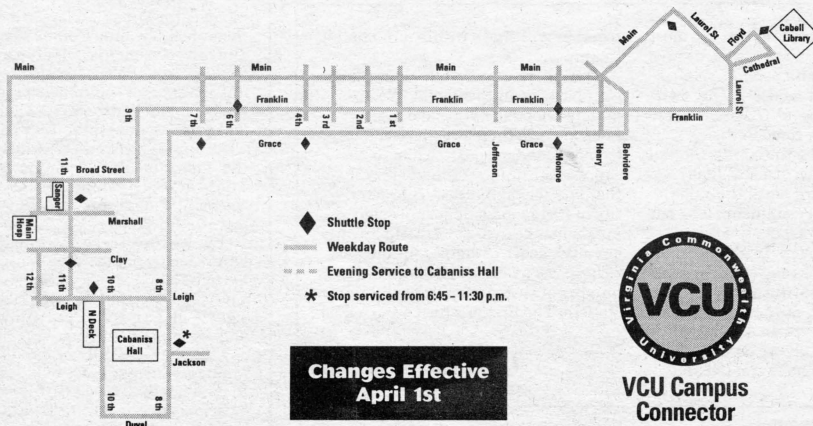 Main
Laurel St
Floyd
Cabell
Library
Cathedral
Main
Main
Main
Main
Laurel St
9 th
7 th
6 th
Franklin
4th
3 rd
2nd
1 st
Franklin
Franklin
Franklin
Grace
Grace
Jefferson
Grace
Monroe
Henry
Belvidere
11 th
Broad Street
Sanger
Main
Hosp
Marshall
Shuttle Stop
Clay
Weekday Route
12 th
11 th
10 th
8 th
Evening Service to Cabaniss Hall
Leigh
Leigh
* Stop serviced from 6:45 - 11:30 p.m.
N Deck
Cabaniss
Hall
*
Jackson
10 th
8 th
Duval
Changes Effective
April 1st
Virginia Commonwealth
University
VCU
VCU Campus
Connector